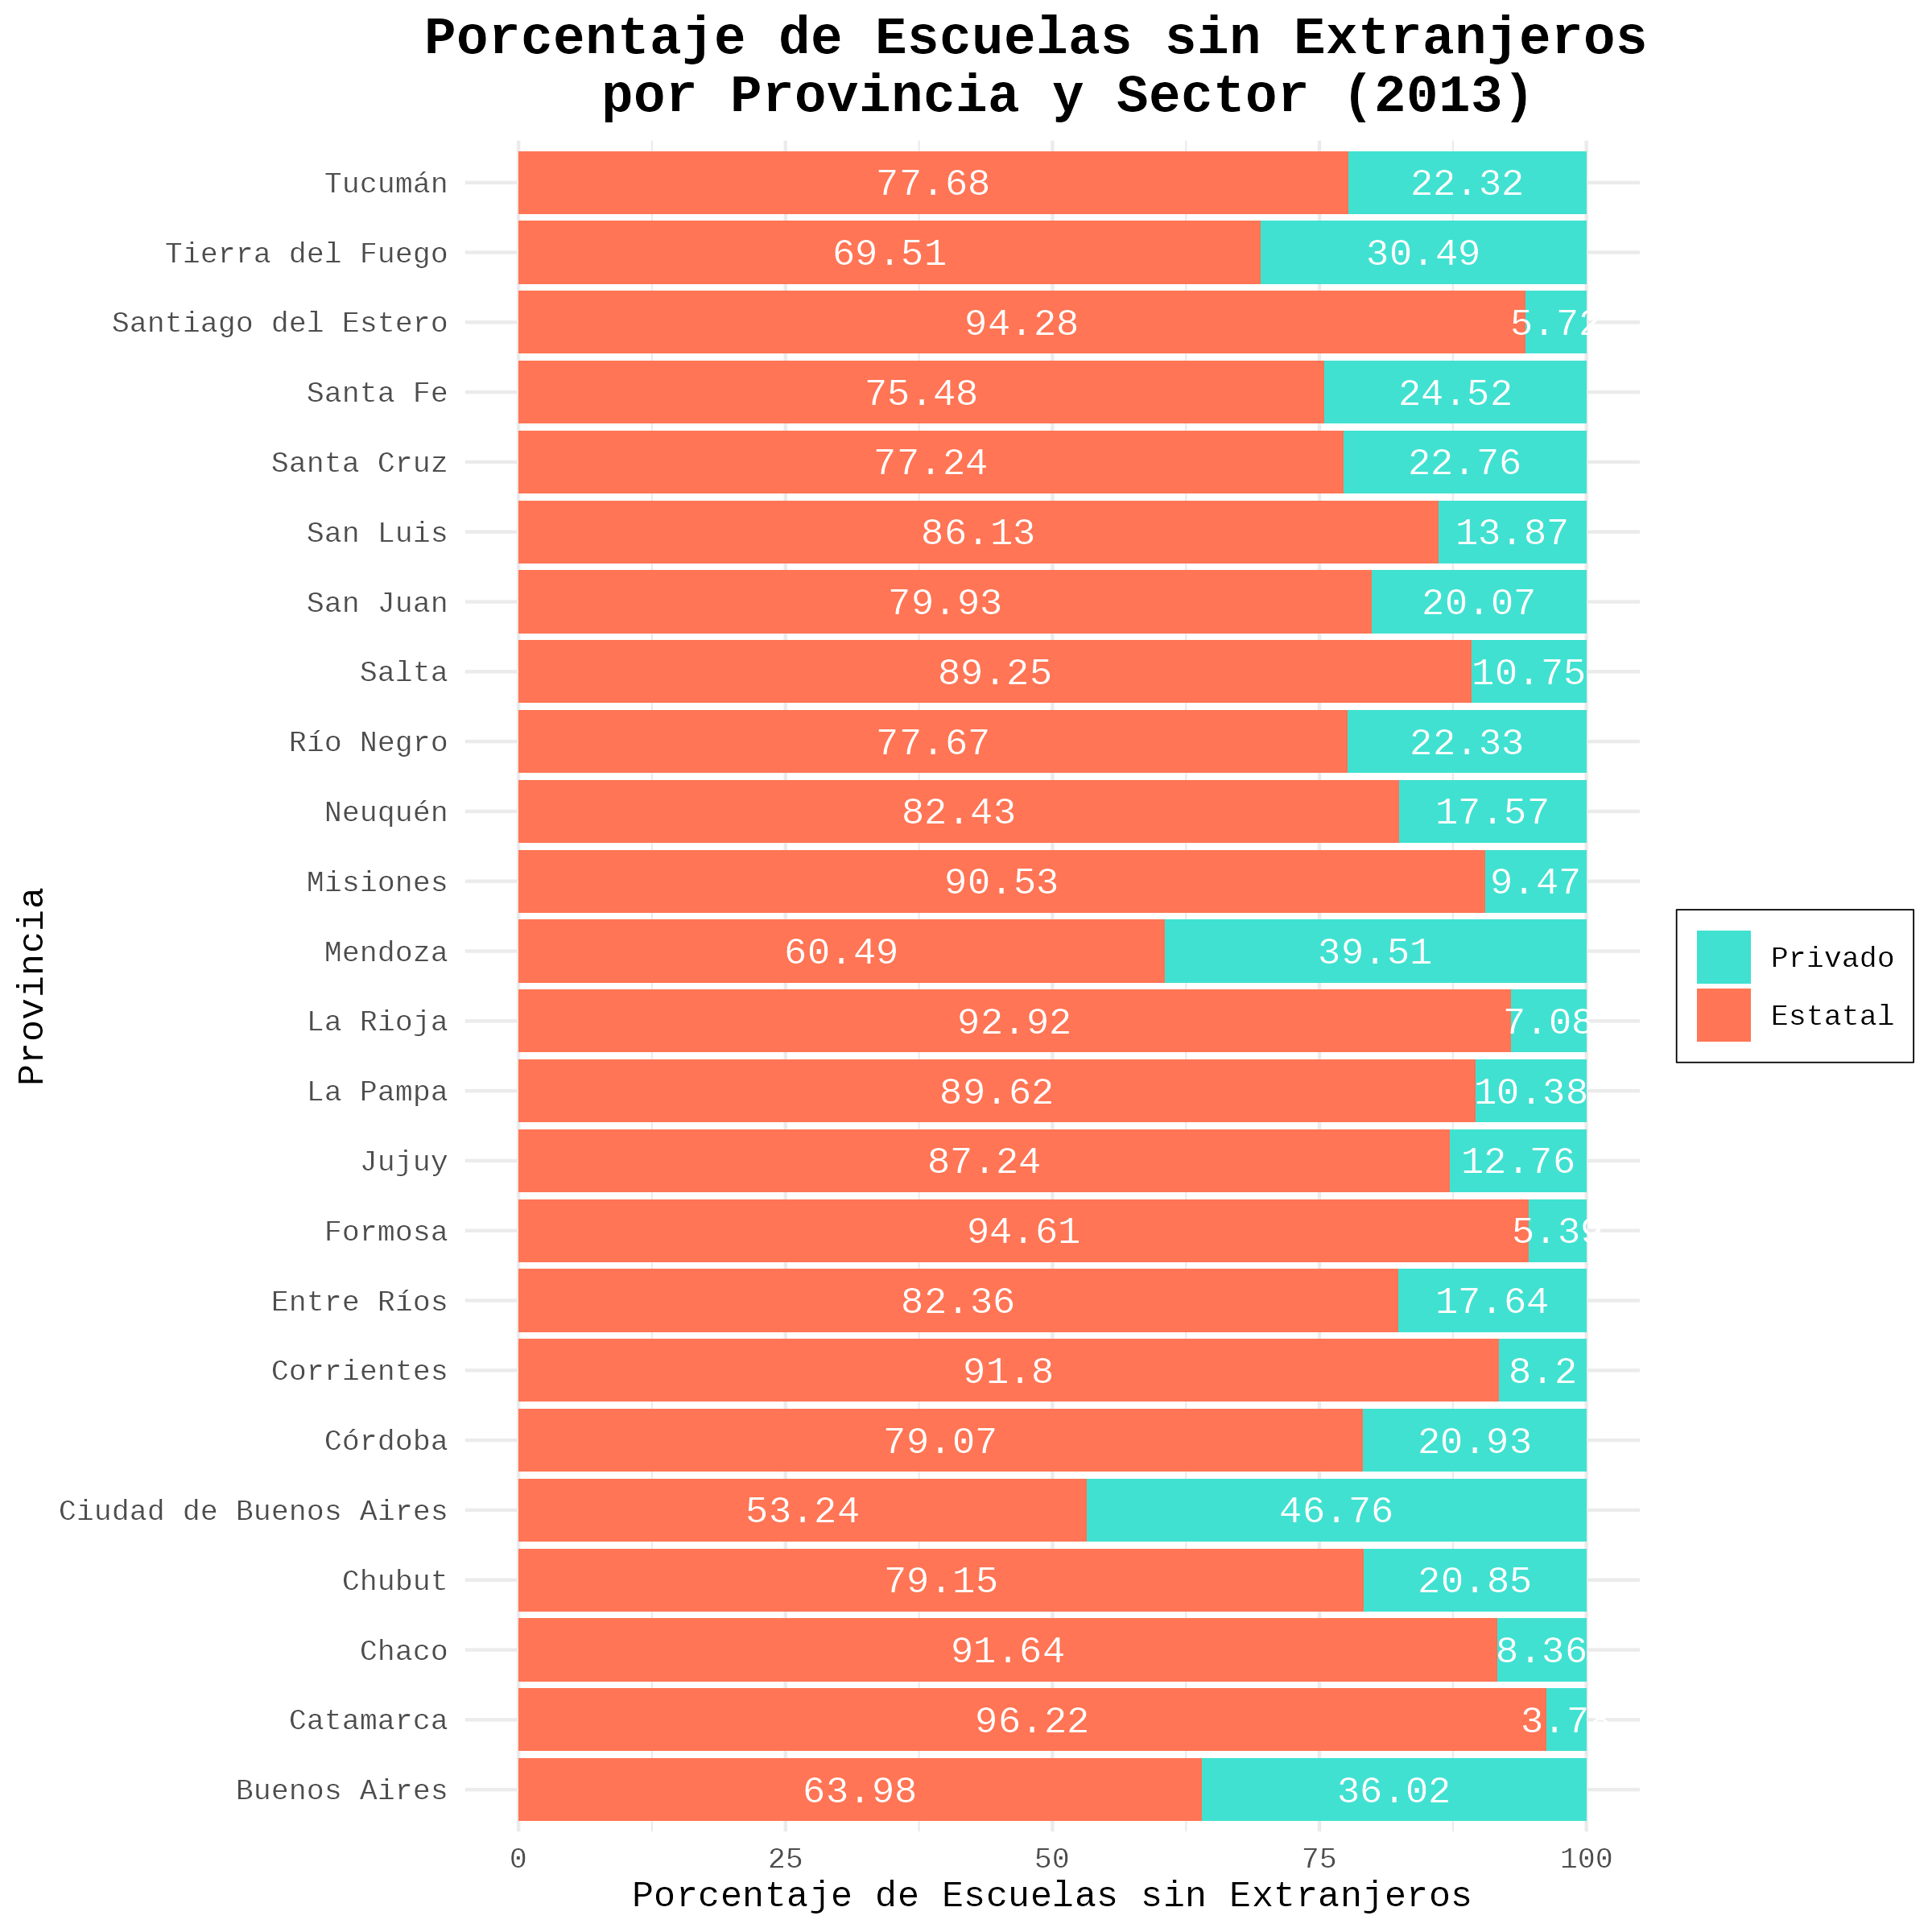 Porcentaje de Escuelas sin Extranjeros
por Provincia y Sector (2013)
Tucumán 77.68 22.32
Tierra del Fuego 69.51 30.49
Santiago del Estero 94.28 5.72
Santa Fe 75.48 24.52
Santa Cruz 77.24 22.76
San Luis 86.13 13.87
San Juan 79.93 20.07
Salta 89.25 10.75
Río Negro 77.67 22.33
Neuquén 82.43 17.57
Misiones 90.53 9.47
Mendoza 60.49 39.51
La Rioja 92.92 7.08
La Pampa 89.62 10.38
Jujuy 87.24 12.76
Formosa 94.61 5.39
Entre Ríos 82.36 17.64
Corrientes 91.8 8.2
Córdoba 79.07 20.93
Ciudad de Buenos Aires 53.24 46.76
Chubut 79.15 20.85
Chaco 91.64 8.36
Catamarca 96.22
Buenos Aires 63.98 36.02
0 25 50 75 100
Porcentaje de Escuelas sin Extranjeros
Provincia
Privado
Estatal